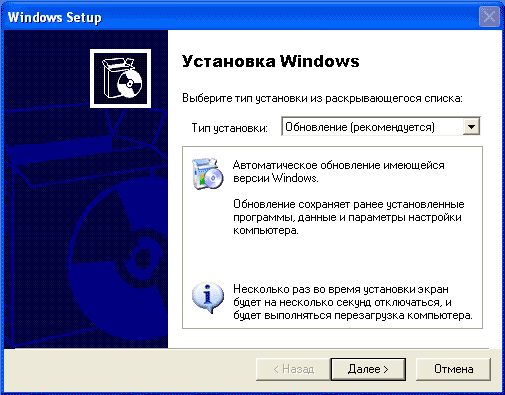 Windows Setup
Установка Windows
Выберите тип установки из раскрывающегося списка:
Тип установки: Обновление (рекомендуется)
Автоматическое обновление имеющейся
версии Windows.
Обновление сохраняет ранее установленные
программы, данные и параметры настройки
компьютера.
Несколько раз во время установки экран
будет на несколько секунд отключаться, и
будет выполняться перезагрузка компьютера.
< Назад Далее > Отмена